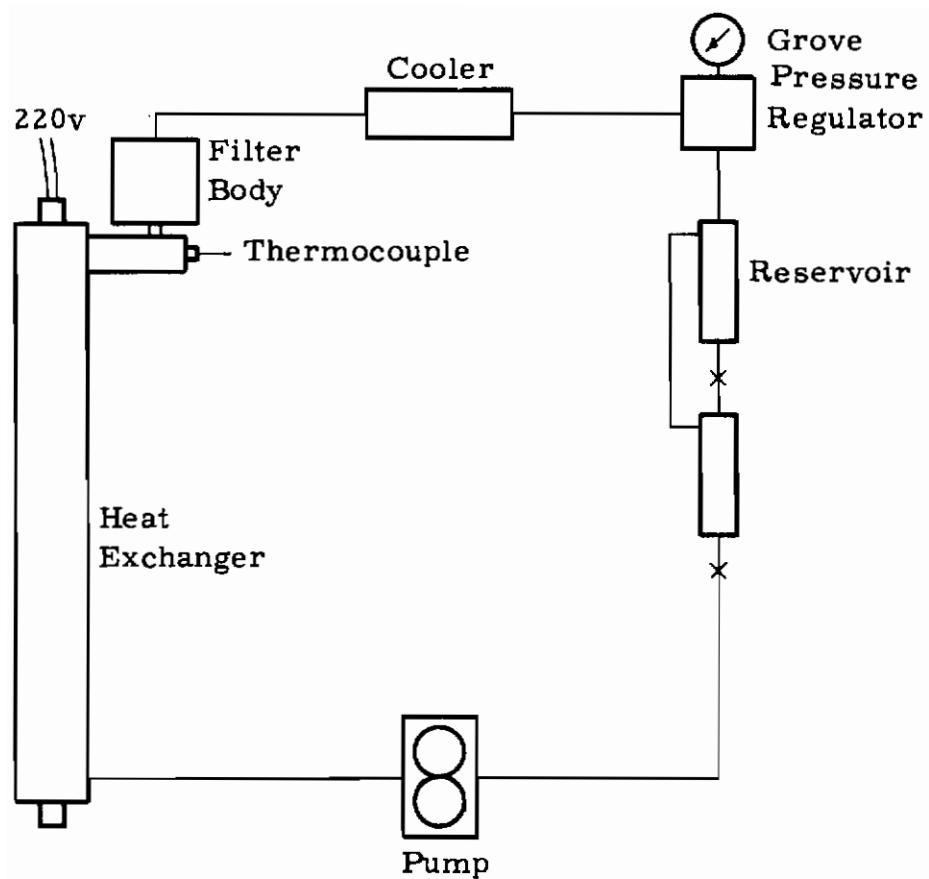 Grove
Pressure
Regulator
Cooler
220v
Filter
Body
Thermocouple
Reservoir
Heat
Exchanger
Pump